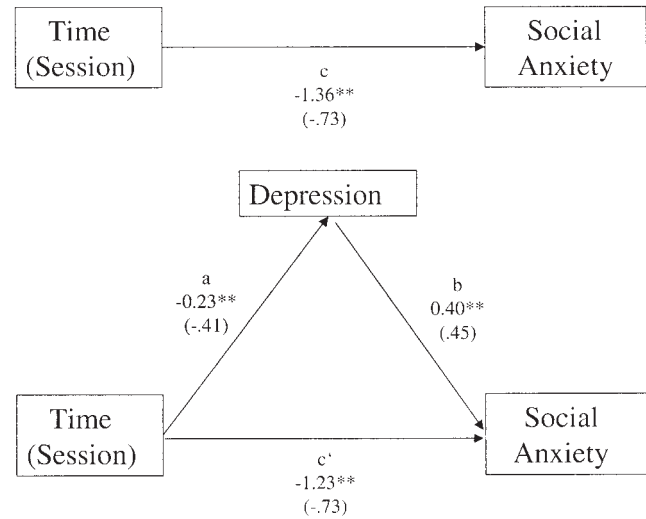 Time
(Session)
Social
Anxiety
c
-1.36**
(-.73)
Depression
a
-0.23**
(-.41)
b
0.40**
(.45)
Time
(Session)
Social
Anxiety
c‘
-1.23**
(-.73)